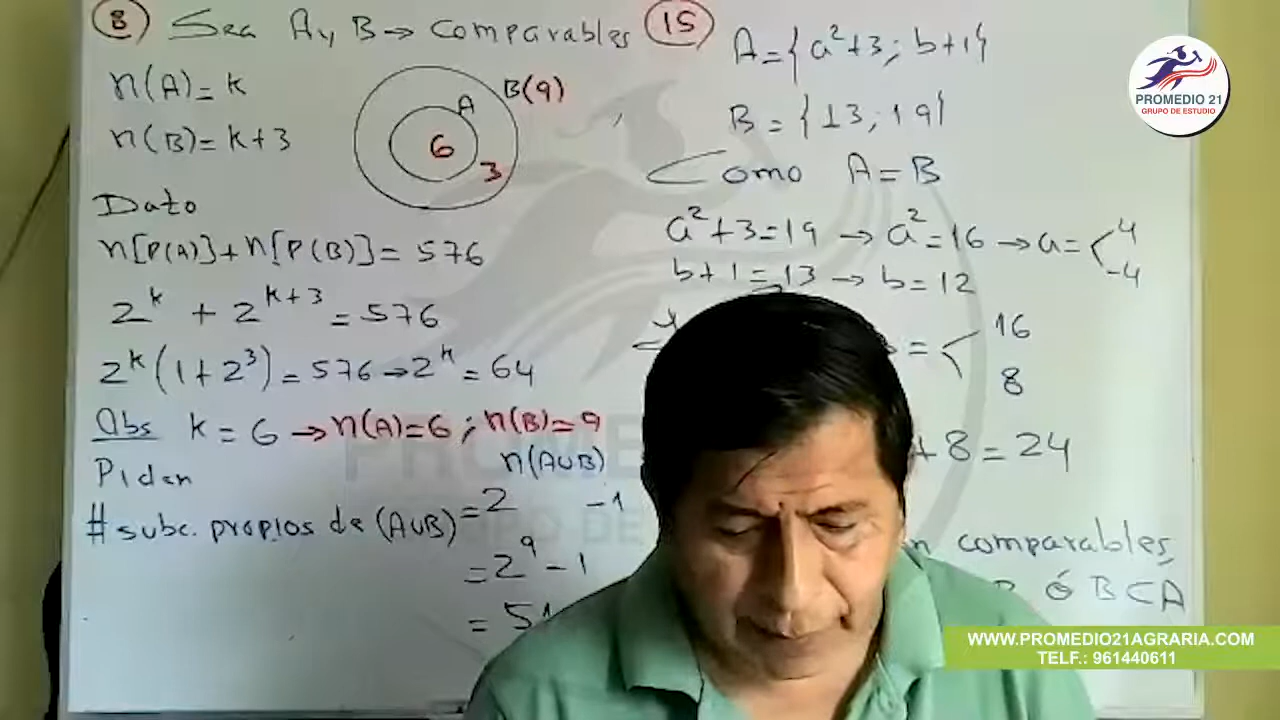 8 Sea A y B → Comparables
n(A)=k
n(B)=k+3
A
B(9)
6
3
Dato
n[P(A)]+n[P(B)]=576
2^k + 2^(k+3) = 576
2^k(1+2^3)=576→2^k=64
Obs k=6→n(A)=6;n(B)=9
Piden
# subc. propios de (A∪B)=2^n(A∪B) -1
=2^9-1
= 51
15 A={a²+3; b+1}
B={13;19}
Como A=B
a²+3=19→a²=16→a=<4
-4
b+1=13→b=12
=<16
8
+8=24
n comparables
ó B⊂A
PROMEDIO 21
GRUPO DE ESTUDIO
WWW.PROMEDIO21AGRARIA.COM
TELF.: 961440611